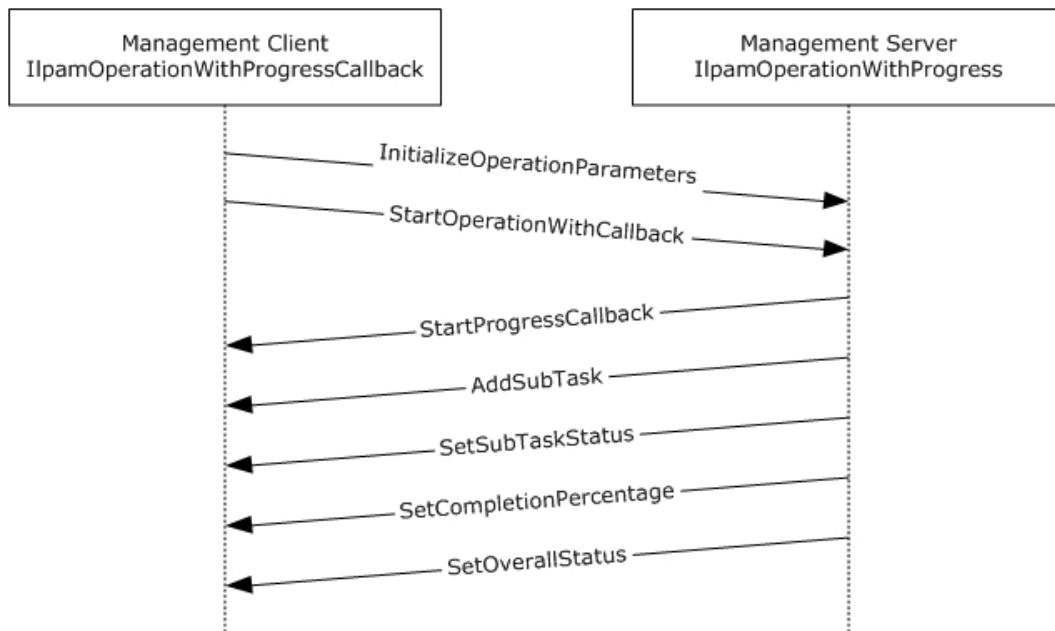 Management Client
IIpamOperationWithProgressCallback
Management Server
IIpamOperationWithProgress
InitializeOperationParameters
StartOperationWithCallback
StartProgressCallback
AddSubTask
SetSubTaskStatus
SetCompletionPercentage
SetOverallStatus